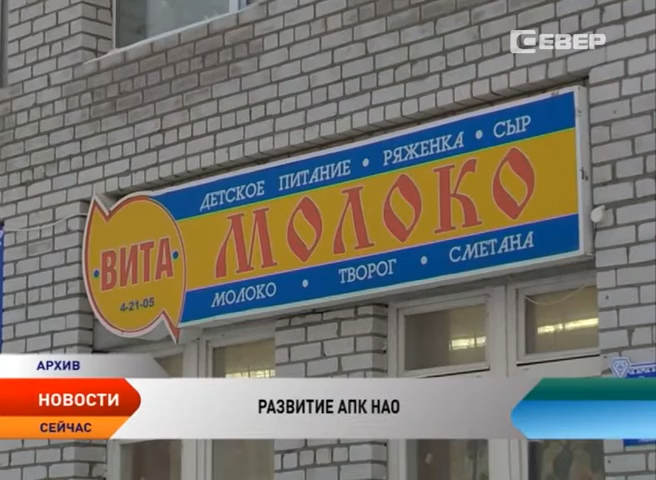 СЕВЕР
ДЕТСКОЕ ПИТАНИЕ • РЯЖЕНКА • СЫР
•ВИТА•
4-21-05
МОЛОКО
МОЛОКО • ТВОРОГ • СМЕТАНА
АРХИВ
НОВОСТИ
СЕЙЧАС
РАЗВИТИЕ АПК НАО